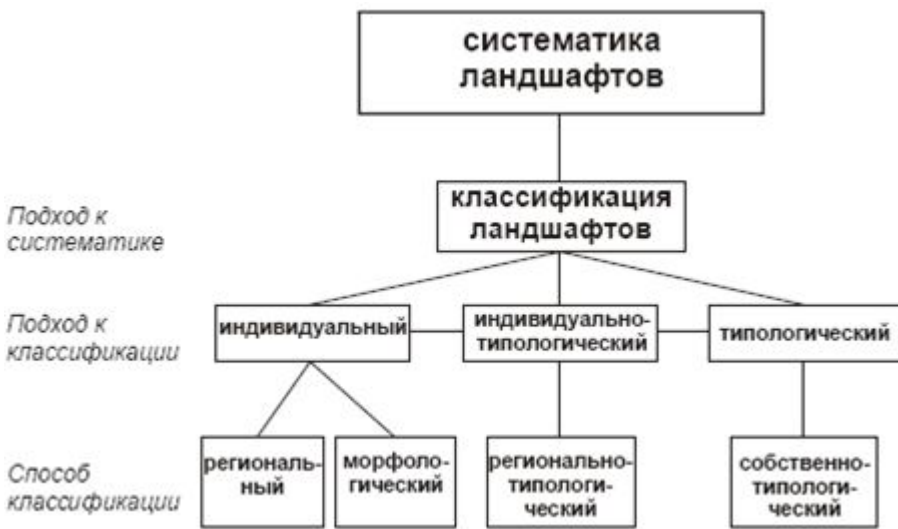 систематика
ландшафтов
Подход к
систематике
классификация
ландшафтов
Подход к
классификации
индивидуальный
индивидуально-
типологический
типологический
Способ
классификации
региональ-
ный
морфоло-
гический
регионально-
типологи-
ческий
собственно-
типологи-
ческий